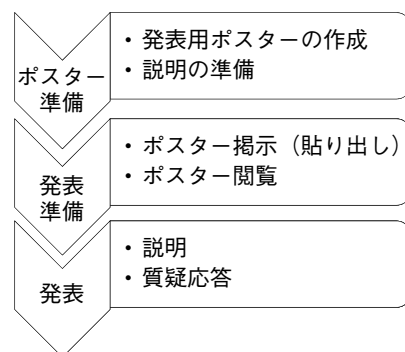 ポスター
準備
・発表用ポスターの作成
・説明の準備
発表
準備
・ポスター掲示（貼り出し）
・ポスター閲覧
発表
・説明
・質疑応答